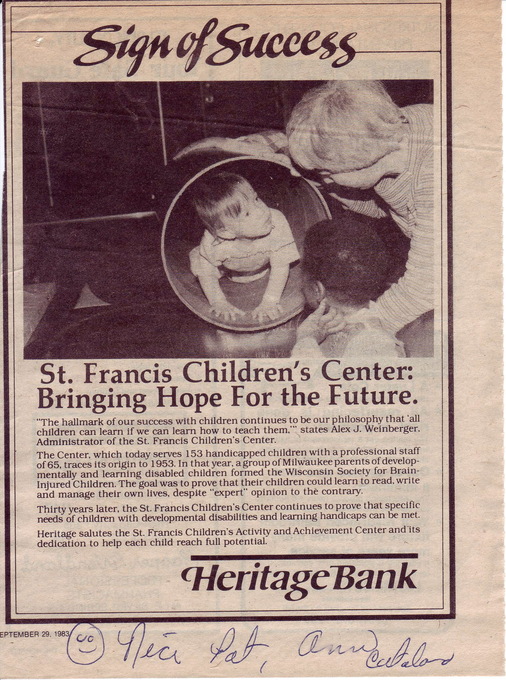 Sign of Success
St. Francis Children's Center:
Bringing Hope For the Future.
"The hallmark of our success with children continues to be our philosophy that 'all
children can learn if we can learn how to teach them,'" states Alex J. Weinberger,
Administrator of the St. Francis Children's Center.
The Center, which today serves 153 handicapped children with a professional staff
of 65, traces its origin to 1953. In that year, a group of Milwaukee parents of develop-
mentally and learning disabled children formed the Wisconsin Society for Brain-
Injured Children. The goal was to prove that their children could learn to read, write
and manage their own lives, despite "expert" opinion to the contrary.
Thirty years later, the St. Francis Children's Center continues to prove that specific
needs of children with developmental disabilities and learning handicaps can be met.
Heritage salutes the St. Francis Children's Activity and Achievement Center and its
dedication to help each child reach full potential.
Heritage Bank
EPTEMBER 29, 1983
Pat, Ann